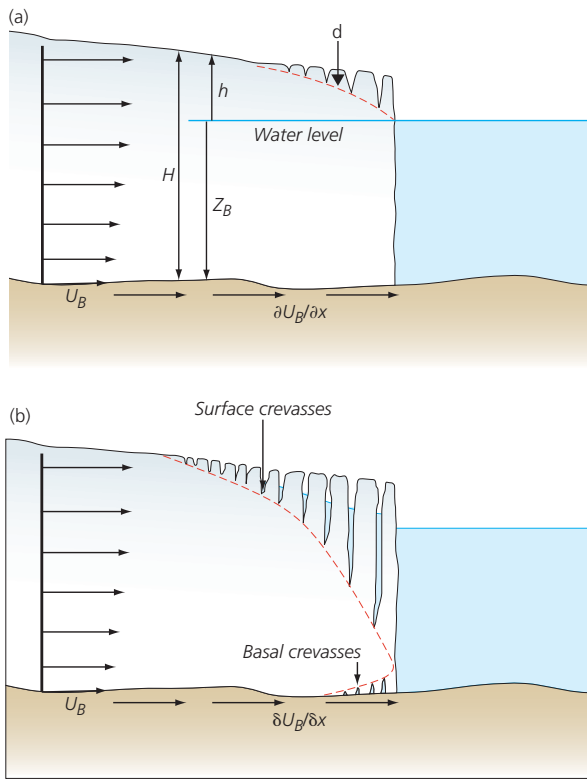 (a)
d
h
Water level
H
Z_B
U_B
∂U_B/∂x
(b)
Surface crevasses
Basal crevasses
U_B
δU_B/δx